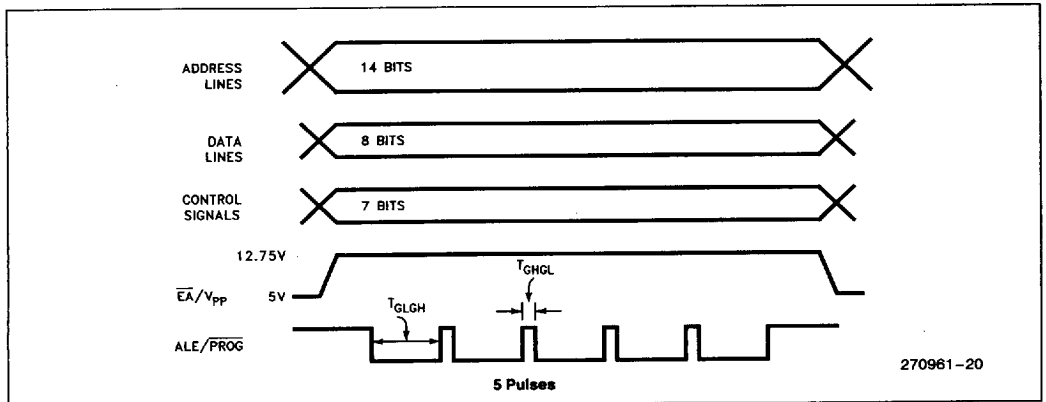 ADDRESS
LINES
14 BITS
DATA
LINES
8 BITS
CONTROL
SIGNALS
7 BITS
12.75V
EA/VPP
5V
TGHGL
TGLGH
ALE/PROG
5 Pulses
270961-20